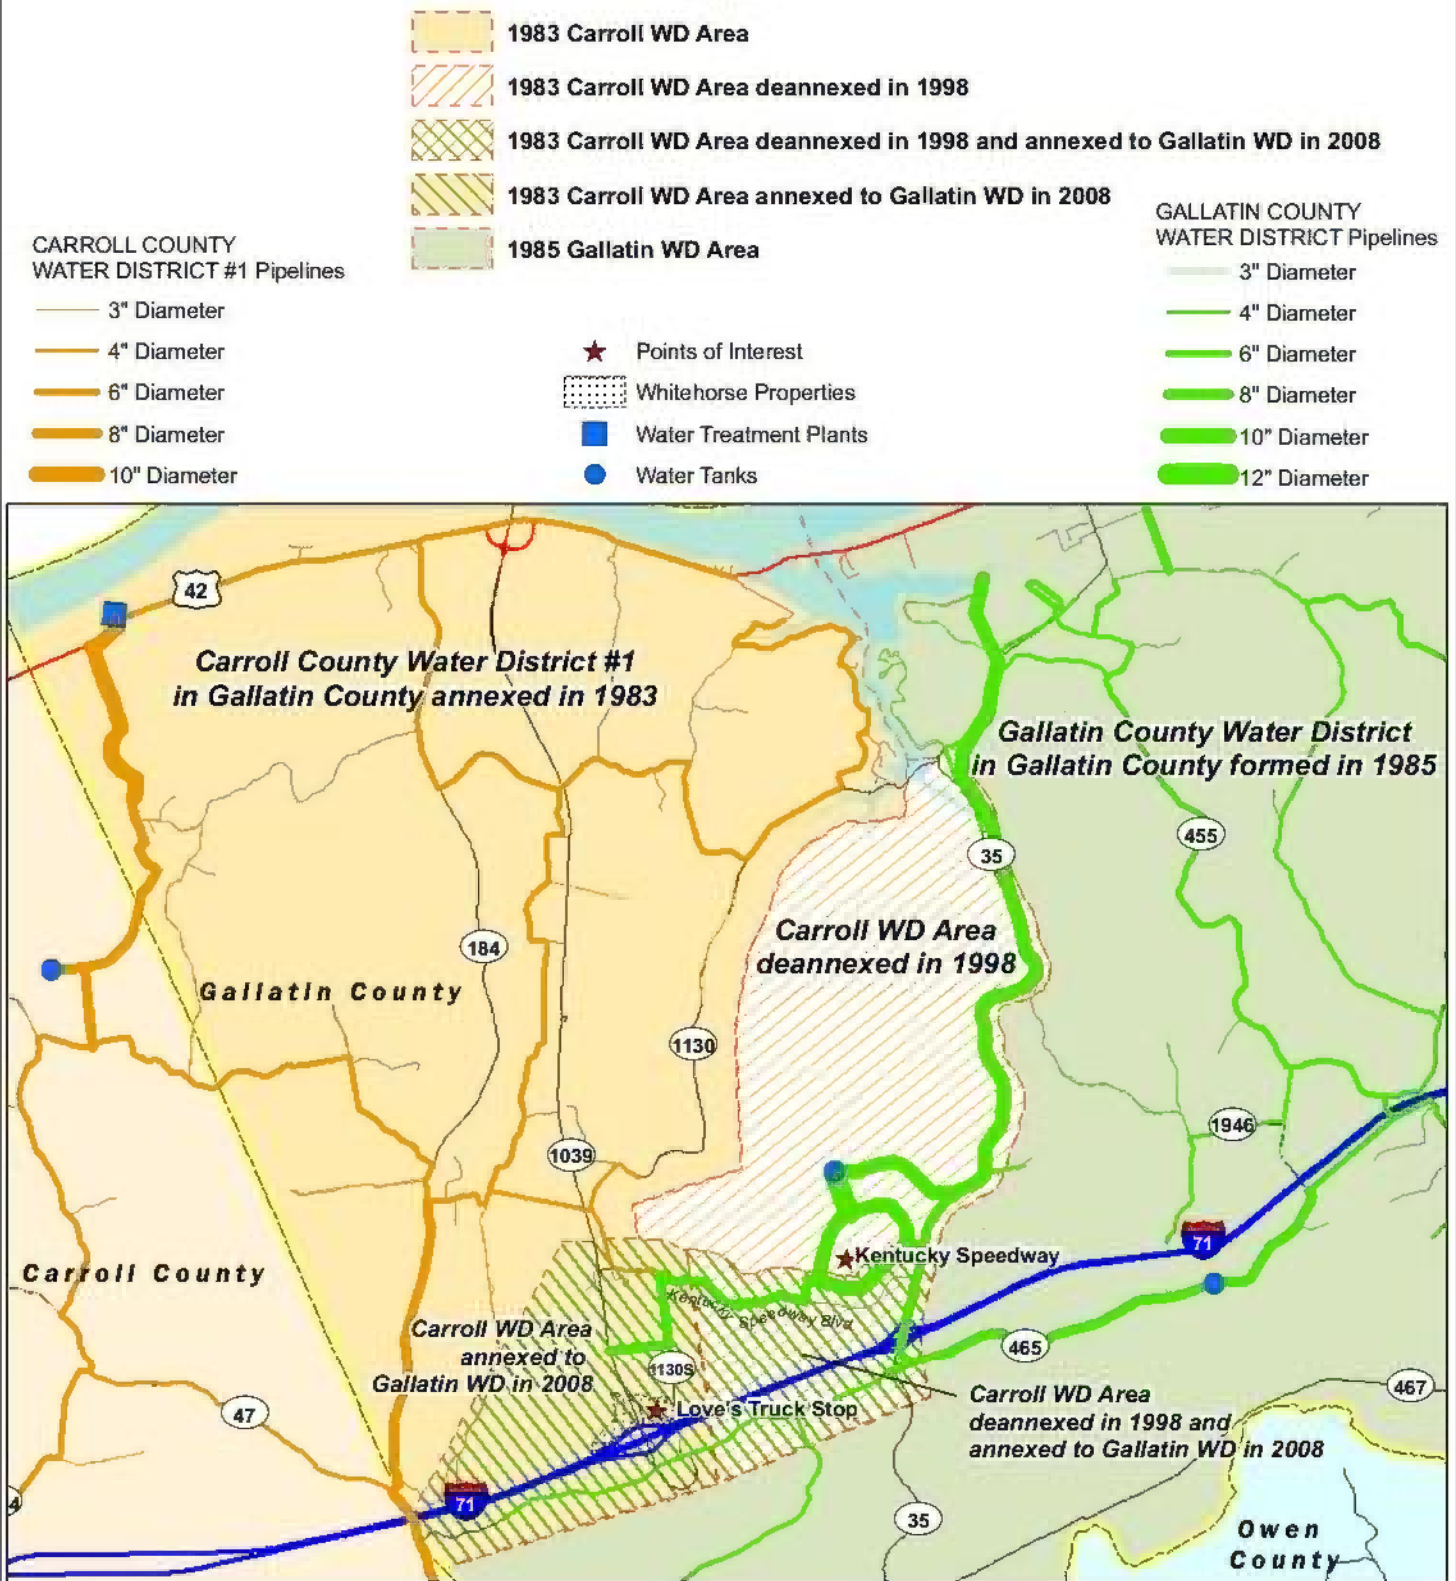 1983 Carroll WD Area
1983 Carroll WD Area deannexed in 1998
1983 Carroll WD Area deannexed in 1998 and annexed to Gallatin WD in 2008
1983 Carroll WD Area annexed to Gallatin WD in 2008
1985 Gallatin WD Area
CARROLL COUNTY
WATER DISTRICT #1 Pipelines
3" Diameter
4" Diameter
6" Diameter
8" Diameter
10" Diameter
Points of Interest
Whitehorse Properties
Water Treatment Plants
Water Tanks
GALLATIN COUNTY
WATER DISTRICT Pipelines
3" Diameter
4" Diameter
6" Diameter
8" Diameter
10" Diameter
12" Diameter
42
Carroll County Water District #1
in Gallatin County annexed in 1983
Gallatin County Water District
in Gallatin County formed in 1985
455
35
Carroll WD Area
deannexed in 1998
184
Gallatin County
1130
1946
1039
71
Kentucky Speedway
Carroll County
Kentucky Speedway Blvd
Carroll WD Area
annexed to
Gallatin WD in 2008
1130S
465
467
Love's Truck Stop
Carroll WD Area
deannexed in 1998 and
annexed to Gallatin WD in 2008
47
4
71
35
Owen
County